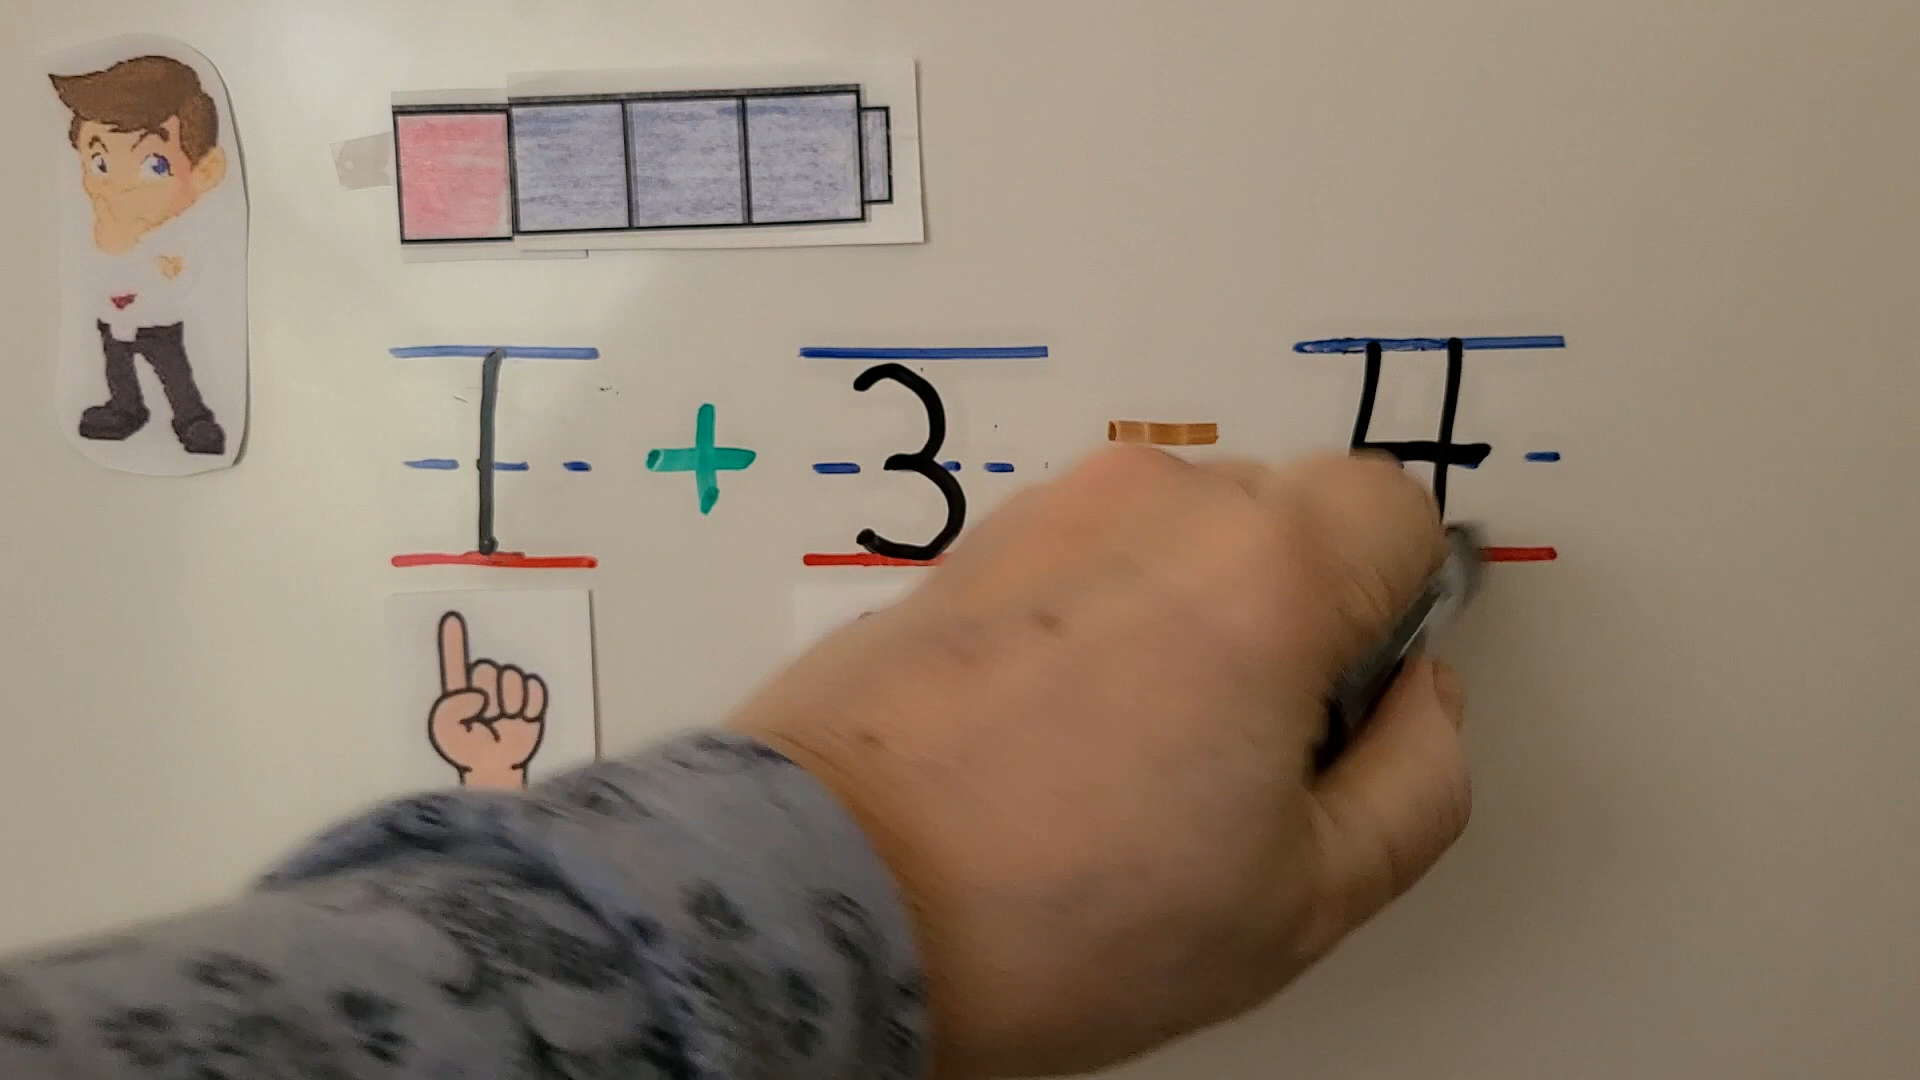 1 + 3 = 4